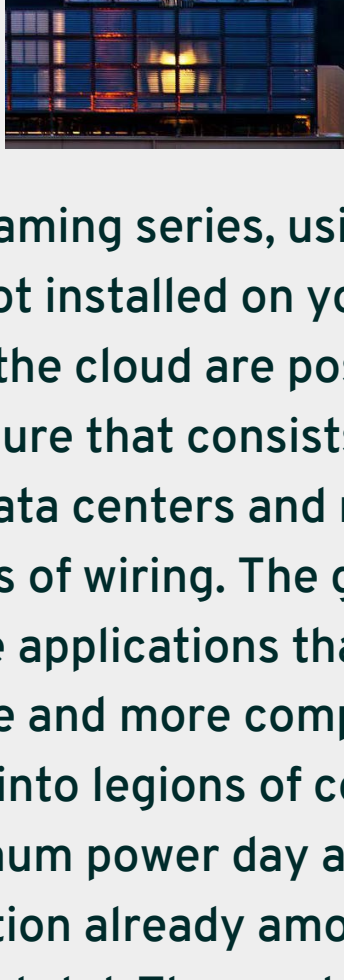 aming series, usi
ot installed on yo
the cloud are pos
ure that consists
ata centers and r
s of wiring. The g
e applications tha
e and more comp
into legions of co
num power day a
tion already amo